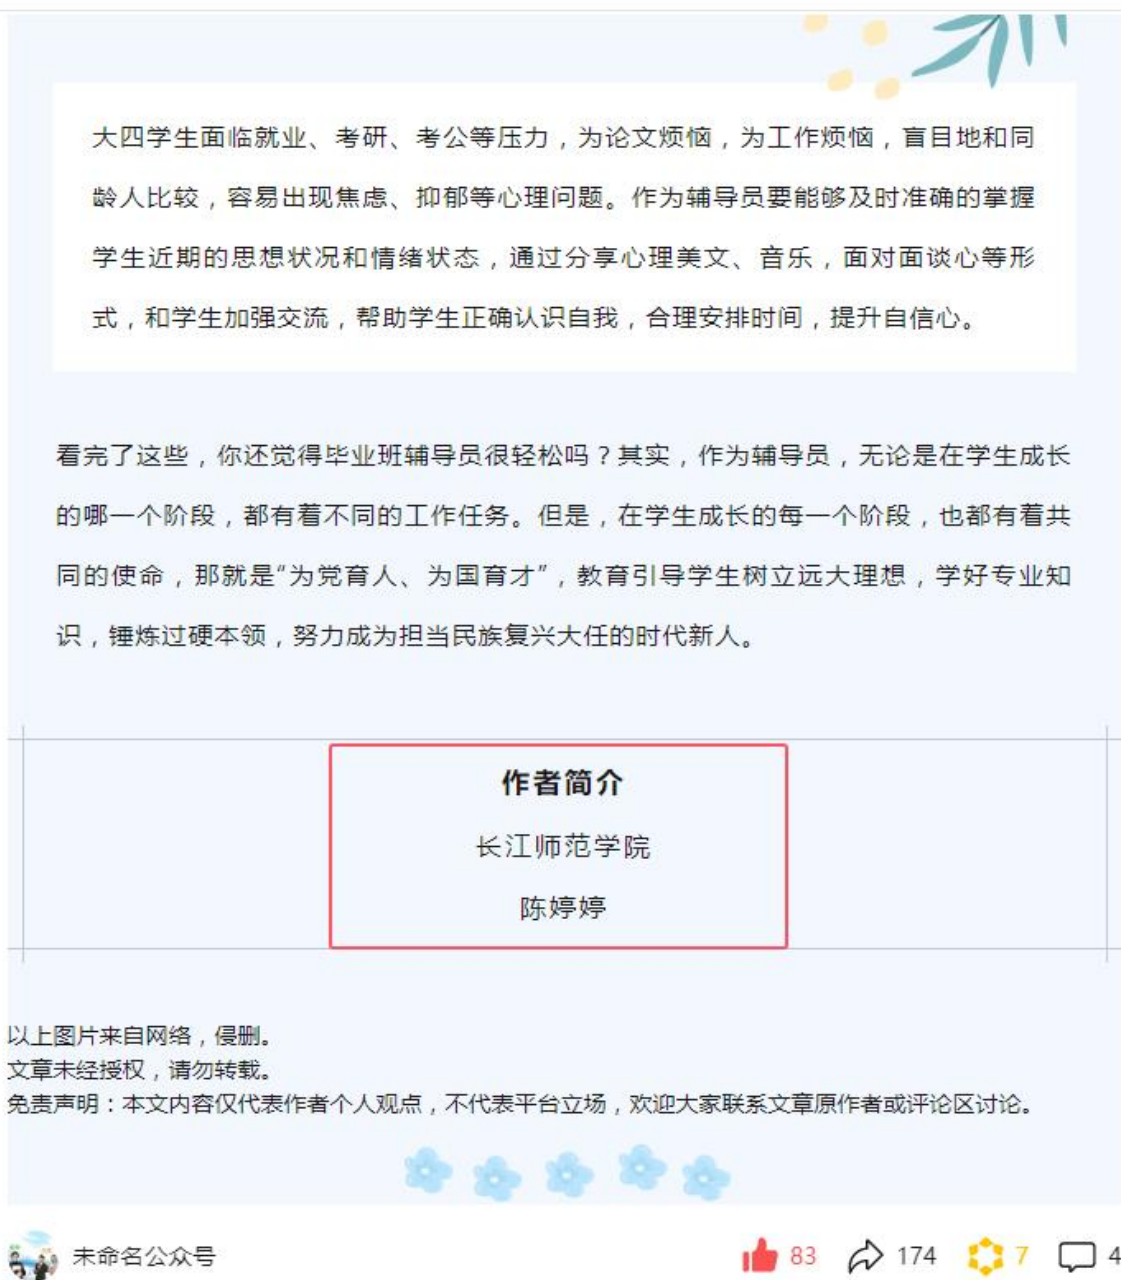 大四学生面临就业、考研、考公等压力，为论文烦恼，为工作烦恼，盲目地和同
龄人比较，容易出现焦虑、抑郁等心理问题。作为辅导员要能够及时准确的掌握
学生近期的思想状况和情绪状态，通过分享心理美文、音乐，面对面谈心等形
式，和学生加强交流，帮助学生正确认识自我，合理安排时间，提升自信心。
看完了这些，你还觉得毕业班辅导员很轻松吗？其实，作为辅导员，无论是在学生成长
的哪一个阶段，都有着不同的工作任务。但是，在学生成长的每一个阶段，也都有着共
同的使命，那就是“为党育人、为国育才”，教育引导学生树立远大理想，学好专业知
识，锤炼过硬本领，努力成为担当民族复兴大任的时代新人。
作者简介
长江师范学院
陈婷婷
以上图片来自网络，侵删。
文章未经授权，请勿转载。
免责声明：本文内容仅代表作者个人观点，不代表平台立场，欢迎大家联系文章原作者或评论区讨论。
未命名公众号 83 174 7 4